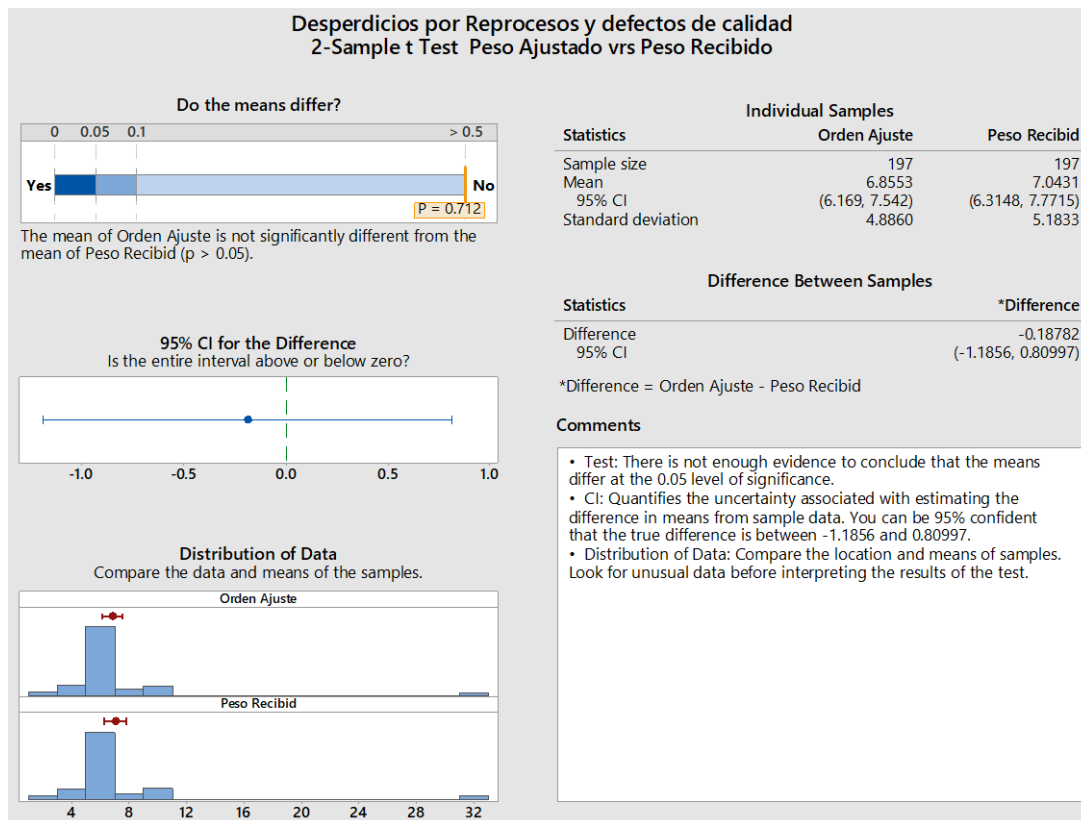 Desperdicios por Reprocesos y defectos de calidad
2-Sample t Test Peso Ajustado vrs Peso Recibido
Do the means differ?
0 0.05 0.1 > 0.5
Yes No
P = 0.712
The mean of Orden Ajuste is not significantly different from the
mean of Peso Recibid (p > 0.05).
95% CI for the Difference
Is the entire interval above or below zero?
-1.0 -0.5 0.0 0.5 1.0
Distribution of Data
Compare the data and means of the samples.
Orden Ajuste
Peso Recibid
4 8 12 16 20 24 28 32
Individual Samples
Statistics Orden Ajuste Peso Recibid
Sample size 197 197
Mean 6.8553 7.0431
95% CI (6.169, 7.542) (6.3148, 7.7715)
Standard deviation 4.8860 5.1833
Difference Between Samples
Statistics *Difference
Difference -0.18782
95% CI (-1.1856, 0.80997)
*Difference = Orden Ajuste - Peso Recibid
Comments
• Test: There is not enough evidence to conclude that the means
differ at the 0.05 level of significance.
• CI: Quantifies the uncertainty associated with estimating the
difference in means from sample data. You can be 95% confident
that the true difference is between -1.1856 and 0.80997.
• Distribution of Data: Compare the location and means of samples.
Look for unusual data before interpreting the results of the test.